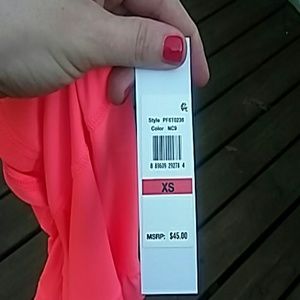 Style PF6T0236
Color NC9
8 89609 29278 4
XS
MSRP: $45.00